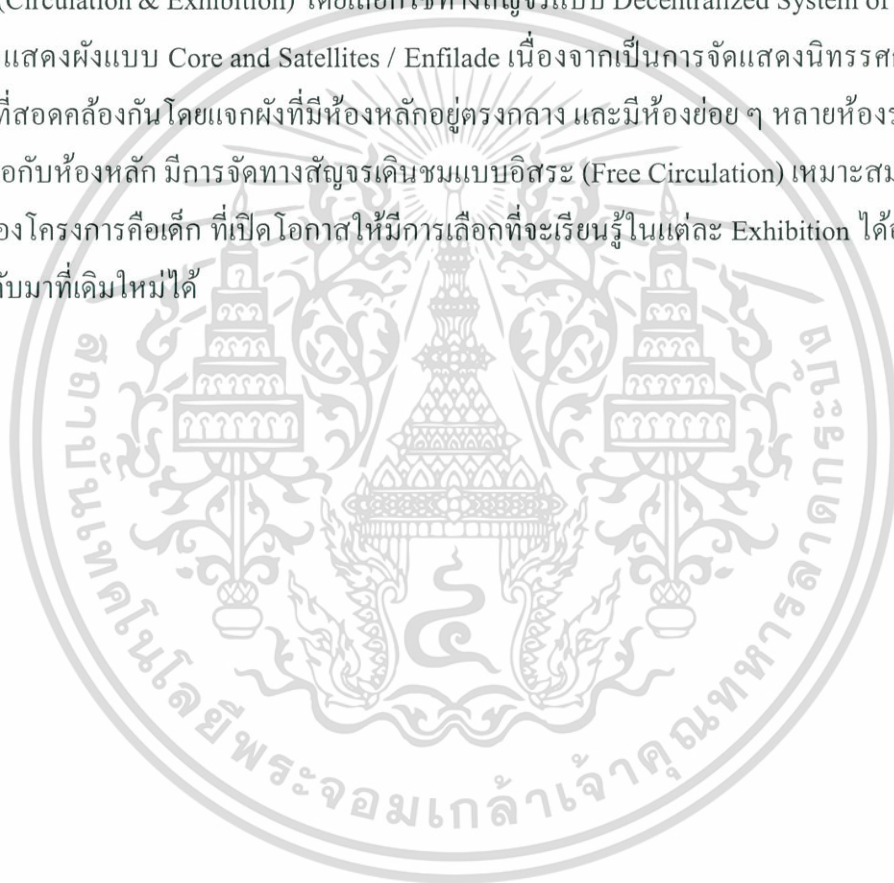 (Circulation & Exhibition) โดยเลือกใช้ทางสัญจรแบบ Decentralized System of
แสดงผังแบบ Core and Satellites / Enfilade เนื่องจากเป็นการจัดแสดงนิทรรศก
ที่สอดคล้องกันโดยแจกผังที่มีห้องหลักอยู่ตรงกลาง และมีห้องย่อย ๆ หลายห้องร
อกับห้องหลัก มีการจัดทางสัญจรเดินชมแบบอิสระ (Free Circulation) เหมาะสม
องโครงการคือเด็ก ที่เปิดโอกาสให้มีการเลือกที่จะเรียนรู้ในแต่ละ Exhibition ได้
ับมาที่เดิมใหม่ได้
สถาบันเทคโนโลยีพระจอมเกล้าเจ้าคุณทหารลาดกระบัง